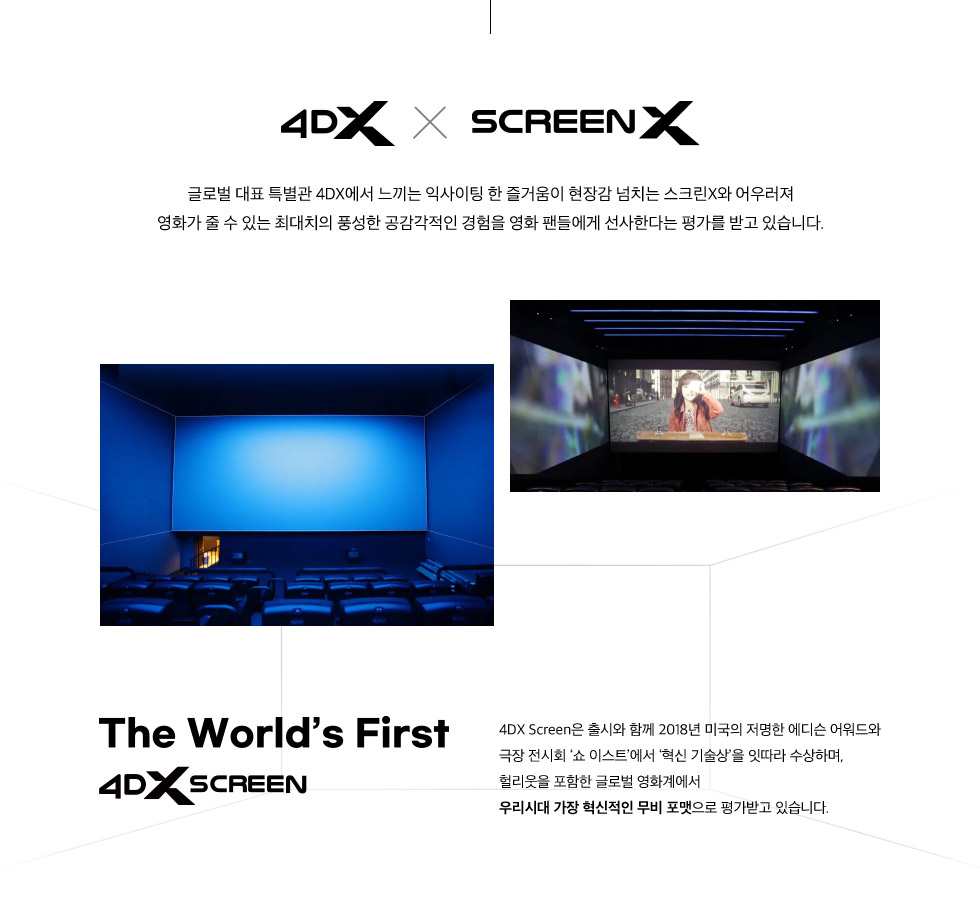 4DX × SCREENX
글로벌 대표 특별관 4DX에서 느끼는 익사이팅 한 즐거움이 현장감 넘치는 스크린X와 어우러져
영화가 줄 수 있는 최대치의 풍성한 공감각적인 경험을 영화 팬들에게 선사한다는 평가를 받고 있습니다.
The World’s First
4DX SCREEN
4DX Screen은 출시와 함께 2018년 미국의 저명한 에디슨 어워드와
극장 전시회 ‘쇼 이스트’에서 ‘혁신 기술상’을 잇따라 수상하며,
헐리웃을 포함한 글로벌 영화계에서
우리시대 가장 혁신적인 무비 포맷으로 평가받고 있습니다.